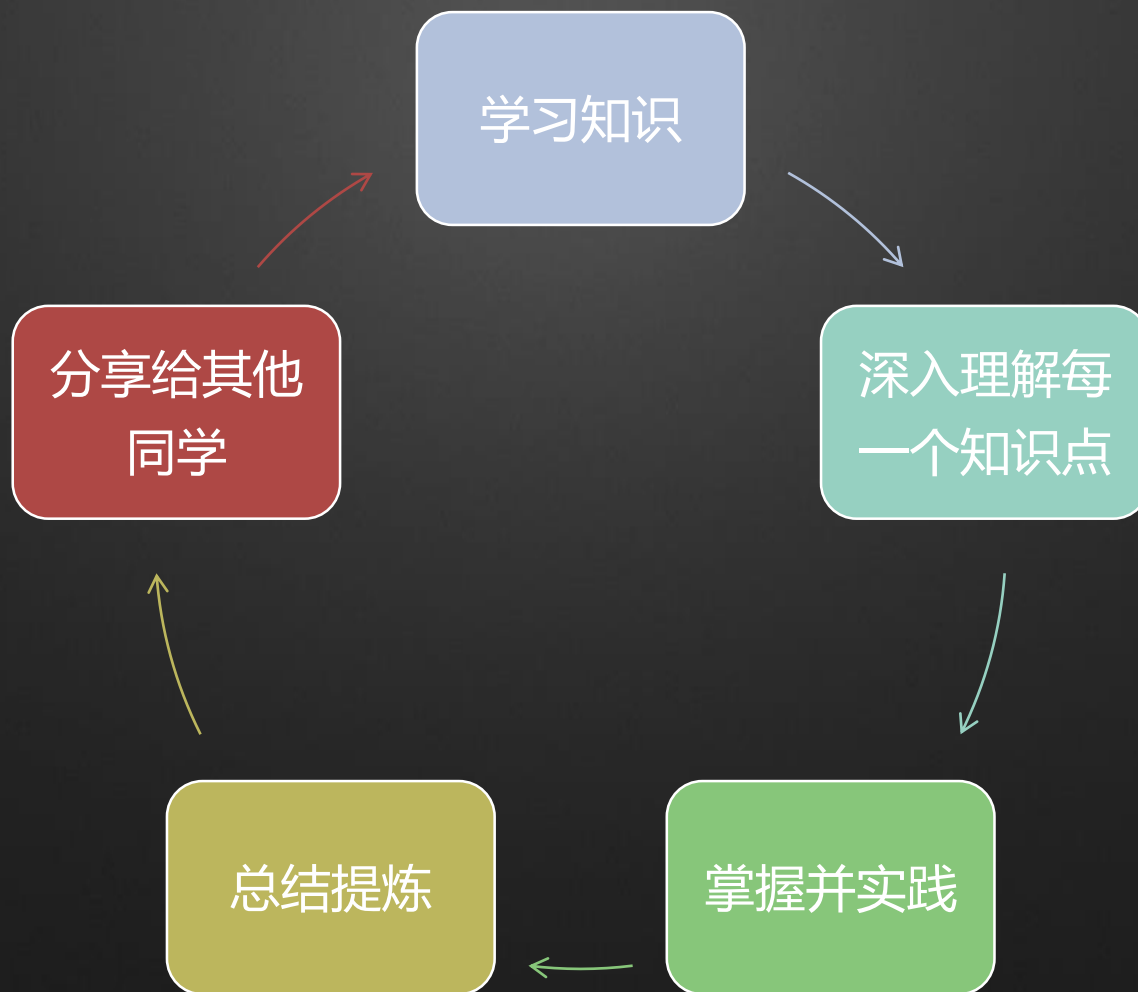 学习知识
深入理解每
一个知识点
掌握并实践
总结提炼
分享给其他
同学